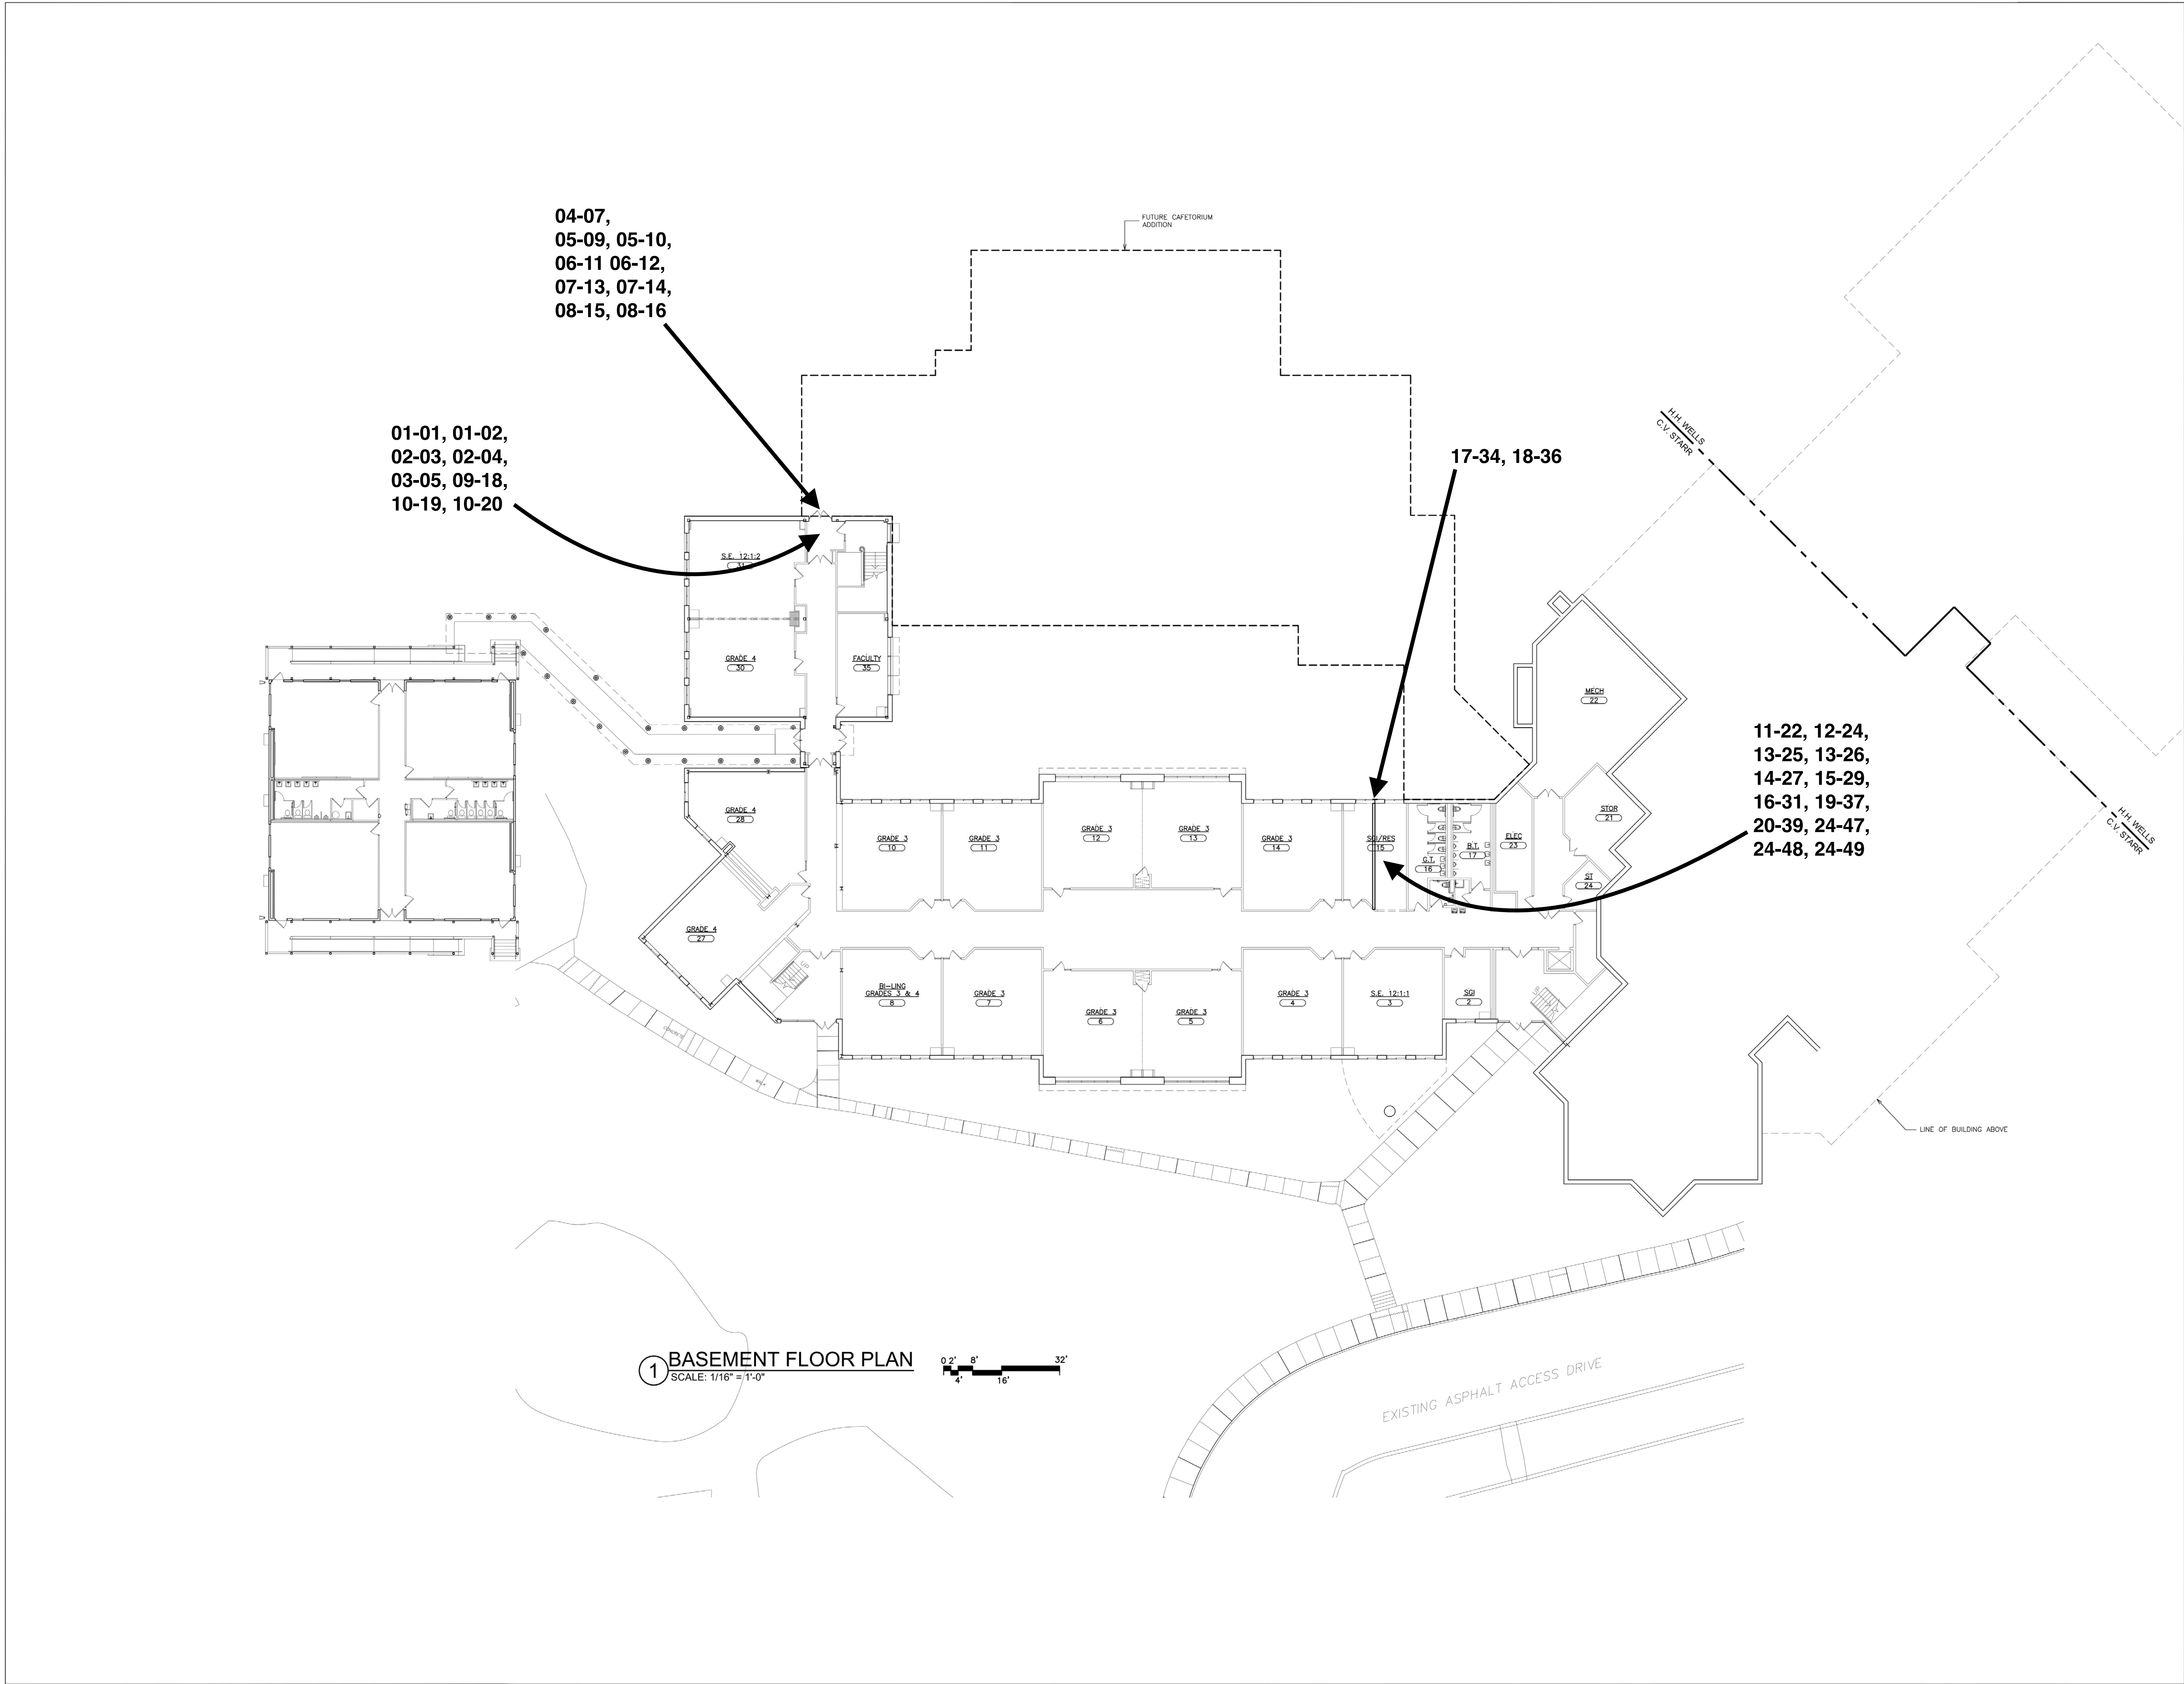 04-07,
05-09, 05-10,
06-11 06-12,
07-13, 07-14,
08-15, 08-16
FUTURE CAFETORIUM
ADDITION
01-01, 01-02,
02-03, 02-04,
03-05, 09-18,
10-19, 10-20
17-34, 18-36
H.H. WELLS
C.V. STARR
S.E. 12:1:2
31
GRADE 4
30
FACULTY
35
MECH
22
11-22, 12-24,
13-25, 13-26,
14-27, 15-29,
16-31, 19-37,
20-39, 24-47,
24-48, 24-49
H.H. WELLS
C.V. STARR
GRADE 4
28
GRADE 3
10
GRADE 3
11
GRADE 3
12
GRADE 3
13
GRADE 3
14
SGI/RES
15
G.T.
16
B.T.
17
ELEC
23
STOR
21
ST
24
GRADE 4
27
UP
BI-LING
GRADES 3 & 4
8
GRADE 3
7
GRADE 3
6
GRADE 3
5
GRADE 3
4
S.E. 12:1:1
3
SGI
2
UP
CONCRETE
WALK
LINE OF BUILDING ABOVE
1
BASEMENT FLOOR PLAN
SCALE: 1/16" = 1'-0"
0 2' 8' 32'
4' 16'
EXISTING ASPHALT ACCESS DRIVE